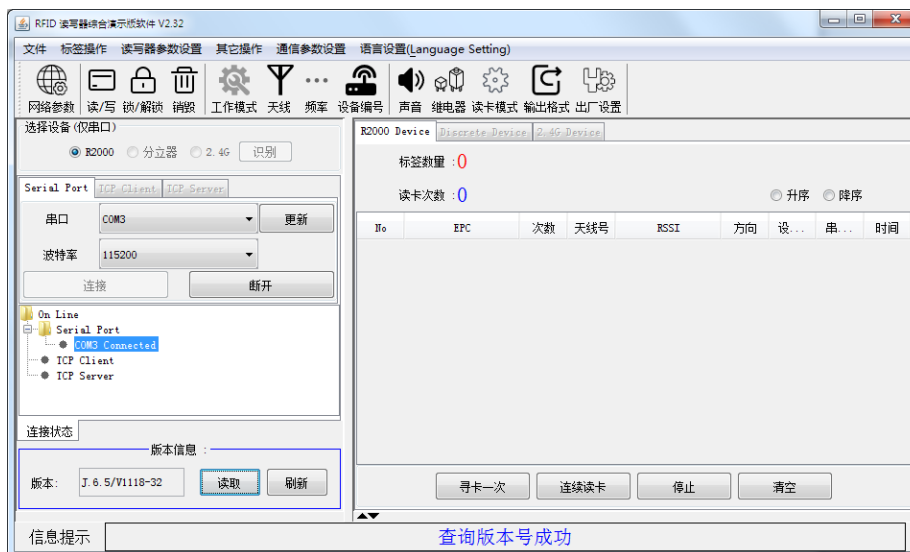 RFID 读写器综合演示版软件 V2.32
文件 标签操作 读写器参数设置 其它操作 通信参数设置 语言设置(Language Setting)
网络参数 读/写 锁/解锁 销毁 工作模式 天线 频率 设备编号 声音 继电器 读卡模式 输出格式 出厂设置
选择设备(仅串口)
R2000 分立器 2.4G 识别
Serial Port TCP Client TCP Server
串口 COM3 更新
波特率 115200
连接 断开
On Line
Serial Port
COM3 Connected
TCP Client
TCP Server
连接状态
版本信息 :
版本: J.6.5/V1118-32 读取 刷新
R2000 Device Discrete Device 2.4G Device
标签数量 :0
读卡次数 :0 升序 降序
No EPC 次数 天线号 RSSI 方向 设... 串... 时间
寻卡一次 连续读卡 停止 清空
信息提示 查询版本号成功